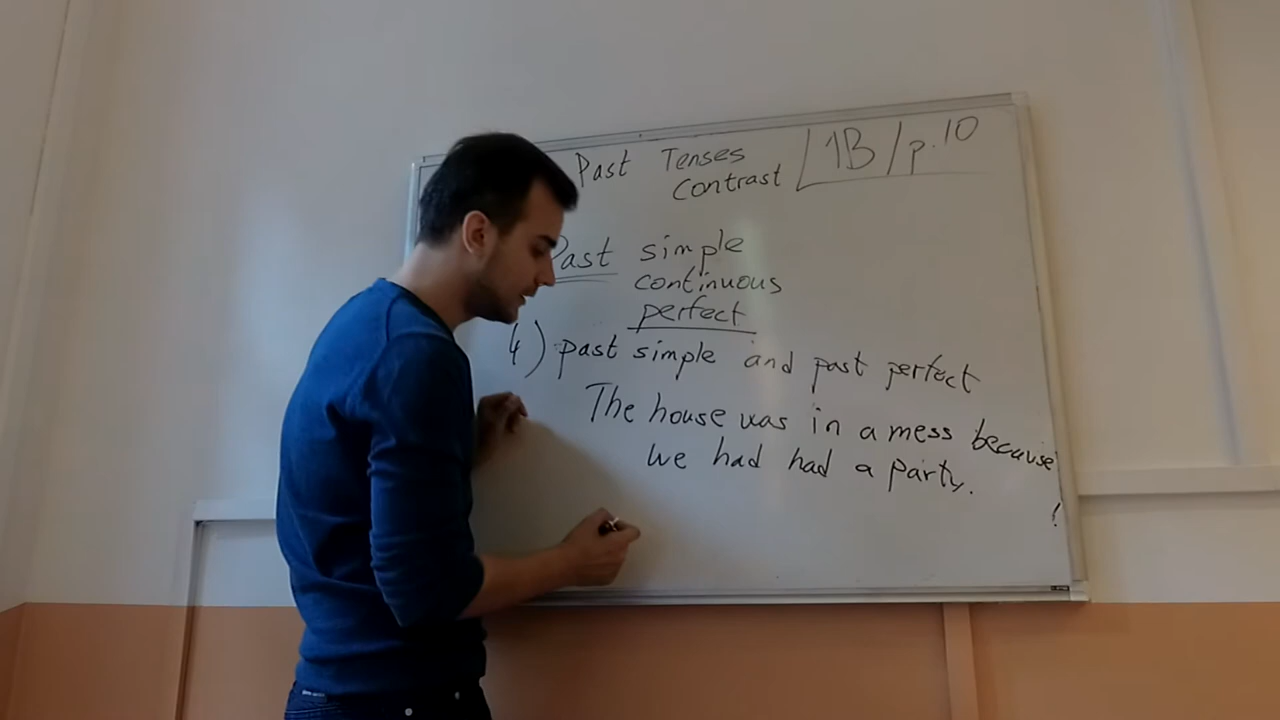 Past Tenses
contrast
1B/p.10
Past simple
continuous
perfect
4) past simple and past perfect
The house was in a mess because
we had had a party.